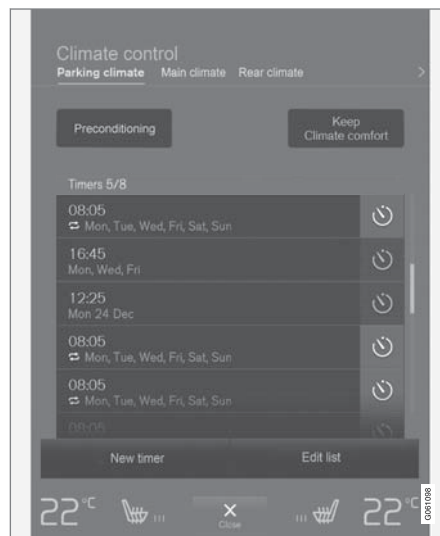 Climate control
Parking climate Main climate Rear climate >
Preconditioning
Keep
Climate comfort
Timers 5/8
08:05
Mon, Tue, Wed, Fri, Sat, Sun
16:45
Mon, Wed, Fri
12:25
Mon 24 Dec
08:05
Mon, Tue, Wed, Fri, Sat, Sun
08:05
Mon, Tue, Wed, Fri, Sat, Sun
08:05
New timer Edit list
22°C Close 22°C
G061098